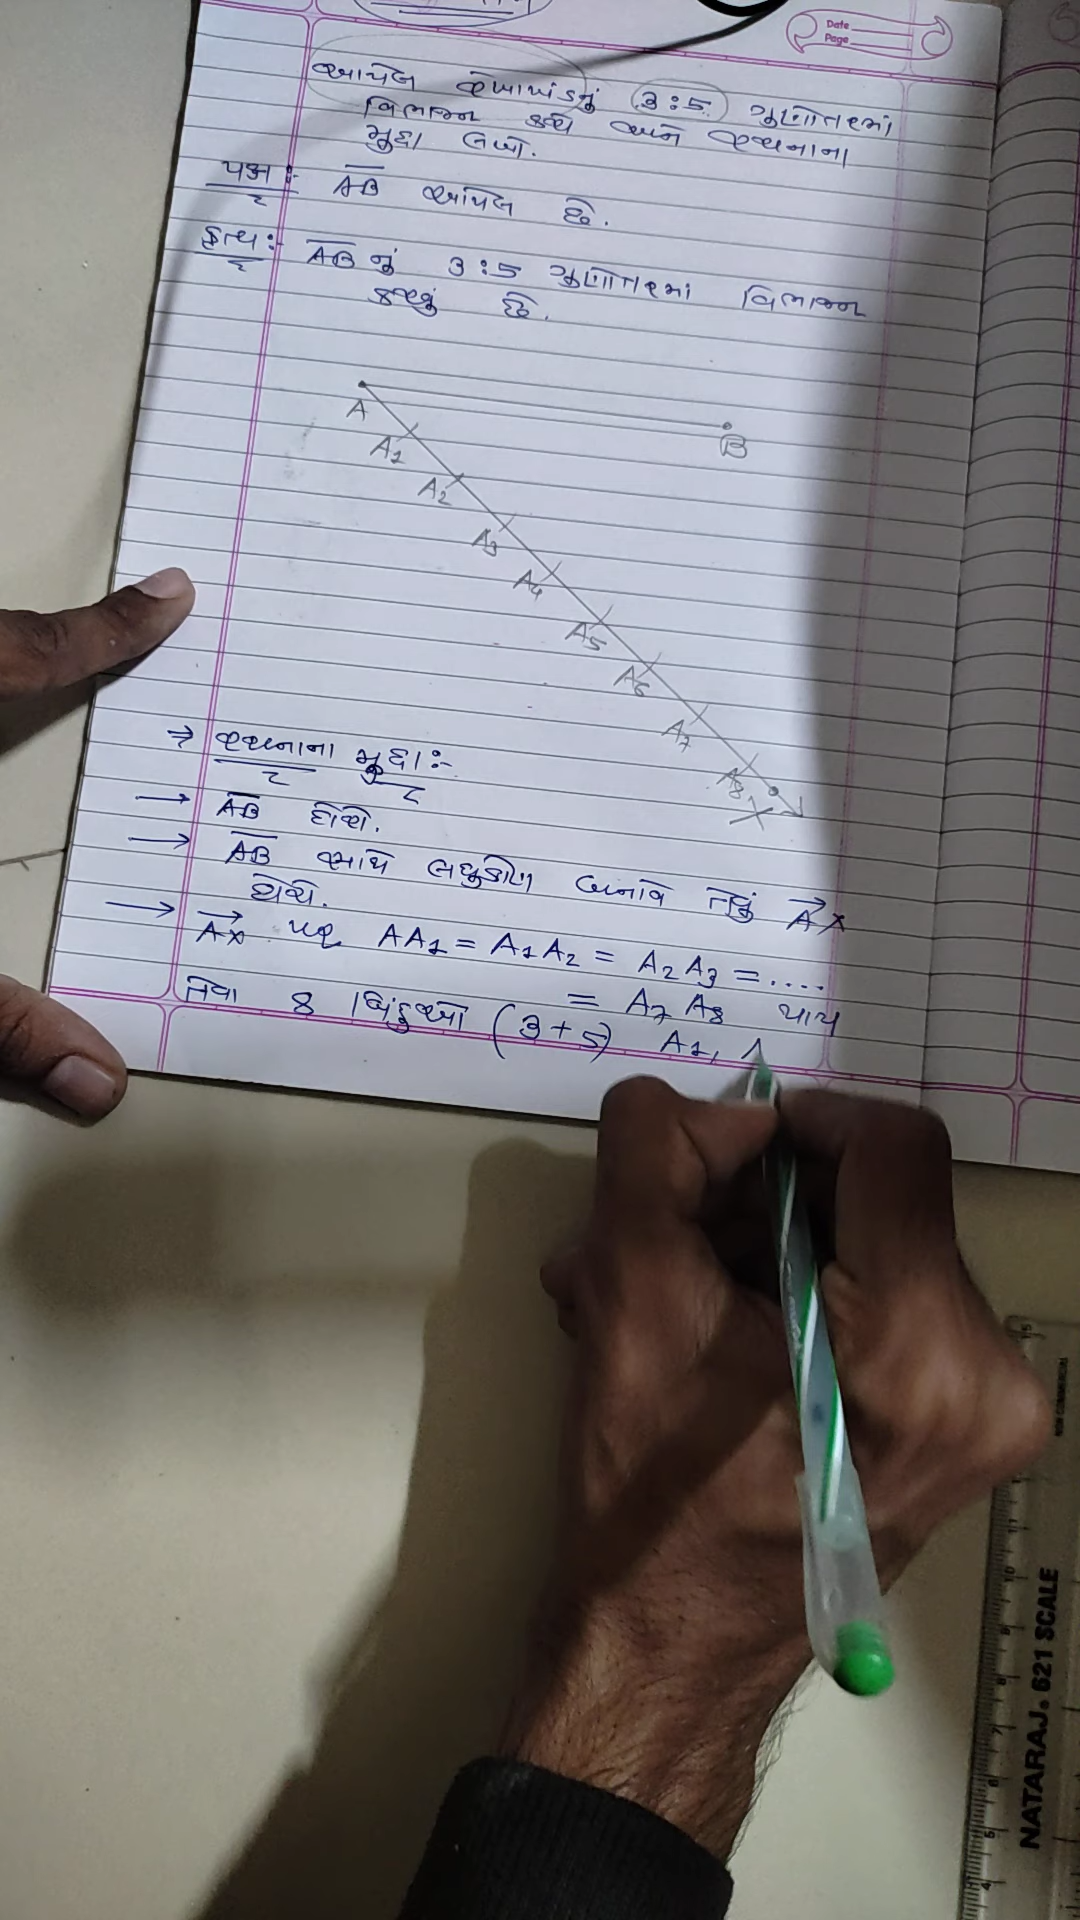 Date
Page
આપેલ રેખાખંડનું 3:5 ગુણોત્તરમાં
વિભાજન કરો અને રચનાના
મુદ્દા લખો.
પક્ષ :- AB આપેલ છે.
કૃત્ય :- AB નું 3:5 ગુણોત્તરમાં વિભાજન
કરવું છે.
A
B
A1
A2
A3
A4
A5
A6
A7
A8
X
→ રચનાના મુદ્દા :-
→ AB દોરો.
→ AB સાથે લઘુકોણ બનાવે તેવું AX
દોરો.
→ AX પર AA1 = A1A2 = A2A3 = ....
= A7A8 થાય
તેવા 8 બિંદુઓ (3+5) A1,
NATARAJ. 621 SCALE